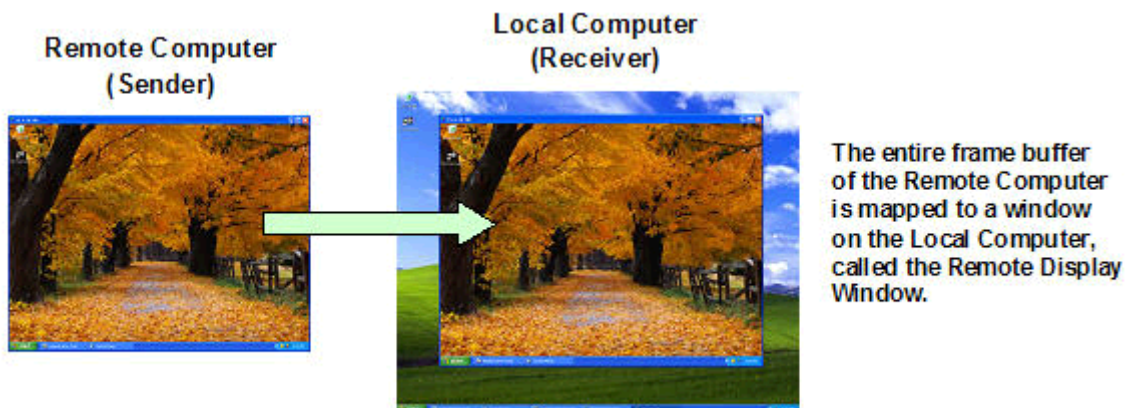 Remote Computer
(Sender)
Local Computer
(Receiver)
The entire frame buffer
of the Remote Computer
is mapped to a window
on the Local Computer,
called the Remote Display
Window.